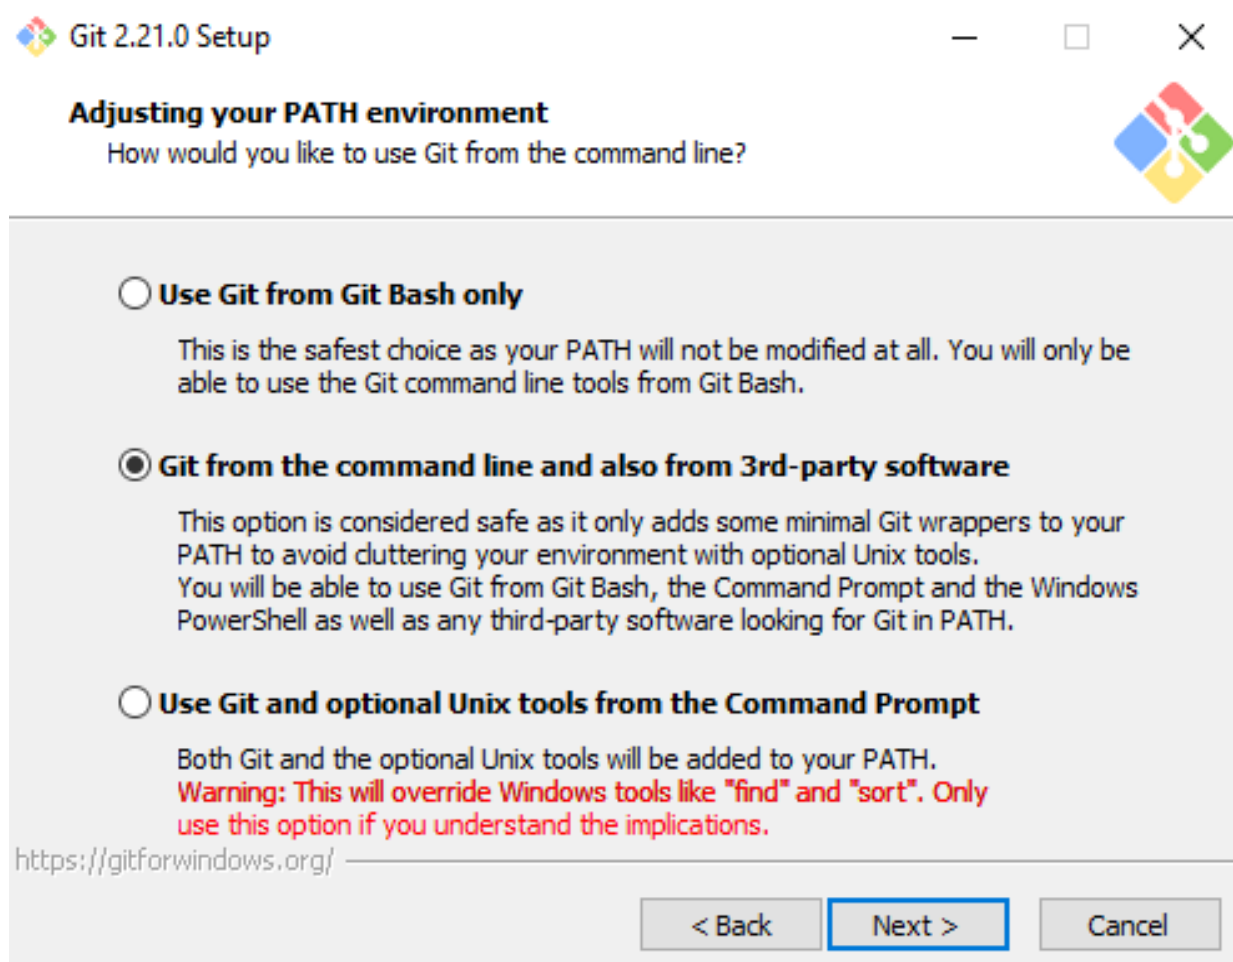 Git 2.21.0 Setup
Adjusting your PATH environment
How would you like to use Git from the command line?
Use Git from Git Bash only
This is the safest choice as your PATH will not be modified at all. You will only be
able to use the Git command line tools from Git Bash.
Git from the command line and also from 3rd-party software
This option is considered safe as it only adds some minimal Git wrappers to your
PATH to avoid cluttering your environment with optional Unix tools.
You will be able to use Git from Git Bash, the Command Prompt and the Windows
PowerShell as well as any third-party software looking for Git in PATH.
Use Git and optional Unix tools from the Command Prompt
Both Git and the optional Unix tools will be added to your PATH.
Warning: This will override Windows tools like "find" and "sort". Only
use this option if you understand the implications.
https://gitforwindows.org/
< Back Next > Cancel